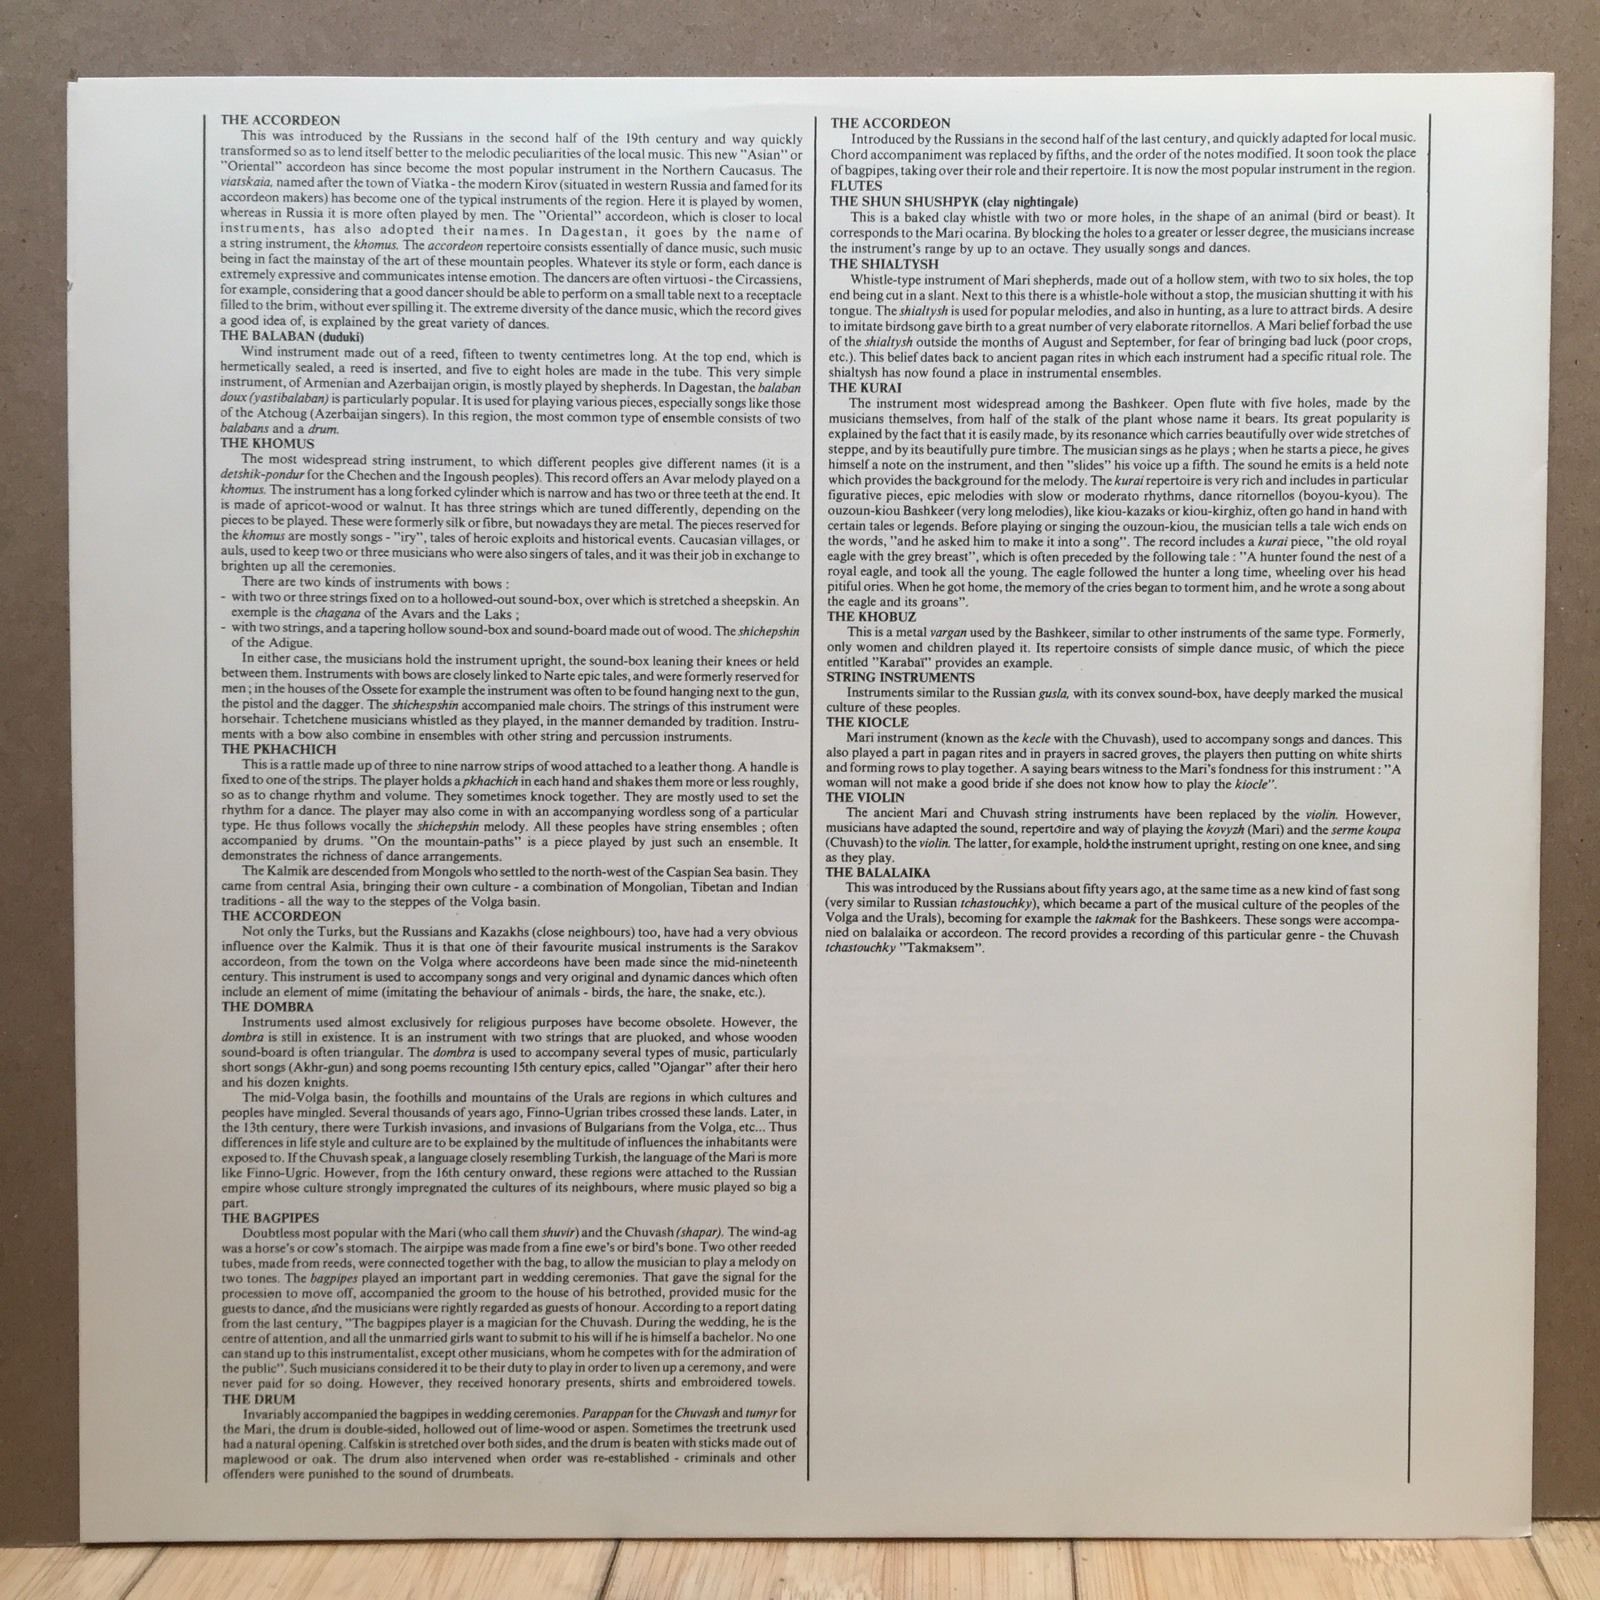 THE ACCORDEON
This was introduced by the Russians in the second half of the 19th century and way quickly
transformed so as to lend itself better to the melodic peculiarities of the local music. This new "Asian" or
"Oriental" accordeon has since become the most popular instrument in the Northern Caucasus. The
viatskaia, named after the town of Viatka - the modern Kirov (situated in western Russia and famed for its
accordeon makers) has become one of the typical instruments of the region. Here it is played by women,
whereas in Russia it is more often played by men. The "Oriental" accordeon, which is closer to local
instruments, has also adopted their names. In Dagestan, it goes by the name of
a string instrument, the khomus. The accordeon repertoire consists essentially of dance music, such music
being in fact the mainstay of the art of these mountain peoples. Whatever its style or form, each dance is
extremely expressive and communicates intense emotion. The dancers are often virtuosi - the Circassiens,
for example, considering that a good dancer should be able to perform on a small table next to a receptacle
filled to the brim, without ever spilling it. The extreme diversity of the dance music, which the record gives
a good idea of, is explained by the great variety of dances.
THE BALABAN (duduki)
Wind instrument made out of a reed, fifteen to twenty centimetres long. At the top end, which is
hermetically sealed, a reed is inserted, and five to eight holes are made in the tube. This very simple
instrument, of Armenian and Azerbaijan origin, is mostly played by shepherds. In Dagestan, the balaban
doux (yastibalaban) is particularly popular. It is used for playing various pieces, especially songs like those
of the Atchoug (Azerbaijan singers). In this region, the most common type of ensemble consists of two
balabans and a drum.
THE KHOMUS
The most widespread string instrument, to which different peoples give different names (it is a
detshik-pondur for the Chechen and the Ingoush peoples). This record offers an Avar melody played on a
khomus. The instrument has a long forked cylinder which is narrow and has two or three teeth at the end. It
is made of apricot-wood or walnut. It has three strings which are tuned differently, depending on the
pieces to be played. These were formerly silk or fibre, but nowadays they are metal. The pieces reserved for
the khomus are mostly songs - "iry", tales of heroic exploits and historical events. Caucasian villages, or
auls, used to keep two or three musicians who were also singers of tales, and it was their job in exchange to
brighten up all the ceremonies.
There are two kinds of instruments with bows :
- with two or three strings fixed on to a hollowed-out sound-box, over which is stretched a sheepskin. An
exemple is the chagana of the Avars and the Laks ;
- with two strings, and a tapering hollow sound-box and sound-board made out of wood. The shichepshin
of the Adigue.
In either case, the musicians hold the instrument upright, the sound-box leaning their knees or held
between them. Instruments with bows are closely linked to Narte epic tales, and were formerly reserved for
men ; in the houses of the Ossete for example the instrument was often to be found hanging next to the gun,
the pistol and the dagger. The shichespshin accompanied male choirs. The strings of this instrument were
horsehair. Tchetchene musicians whistled as they played, in the manner demanded by tradition. Instru-
ments with a bow also combine in ensembles with other string and percussion instruments.
THE PKHACHICH
This is a rattle made up of three to nine narrow strips of wood attached to a leather thong. A handle is
fixed to one of the strips. The player holds a pkhachich in each hand and shakes them more or less roughly,
so as to change rhythm and volume. They sometimes knock together. They are mostly used to set the
rhythm for a dance. The player may also come in with an accompanying wordless song of a particular
type. He thus follows vocally the shichepshin melody. All these peoples have string ensembles ; often
accompanied by drums. "On the mountain-paths" is a piece played by just such an ensemble. It
demonstrates the richness of dance arrangements.
The Kalmik are descended from Mongols who settled to the north-west of the Caspian Sea basin. They
came from central Asia, bringing their own culture - a combination of Mongolian, Tibetan and Indian
traditions - all the way to the steppes of the Volga basin.
THE ACCORDEON
Not only the Turks, but the Russians and Kazakhs (close neighbours) too, have had a very obvious
influence over the Kalmik. Thus it is that one of their favourite musical instruments is the Sarakov
accordeon, from the town on the Volga where accordeons have been made since the mid-nineteenth
century. This instrument is used to accompany songs and very original and dynamic dances which often
include an element of mime (imitating the behaviour of animals - birds, the hare, the snake, etc.).
THE DOMBRA
Instruments used almost exclusively for religious purposes have become obsolete. However, the
dombra is still in existence. It is an instrument with two strings that are pluoked, and whose wooden
sound-board is often triangular. The dombra is used to accompany several types of music, particularly
short songs (Akhr-gun) and song poems recounting 15th century epics, called "Ojangar" after their hero
and his dozen knights.
The mid-Volga basin, the foothills and mountains of the Urals are regions in which cultures and
peoples have mingled. Several thousands of years ago, Finno-Ugrian tribes crossed these lands. Later, in
the 13th century, there were Turkish invasions, and invasions of Bulgarians from the Volga, etc... Thus
differences in life style and culture are to be explained by the multitude of influences the inhabitants were
exposed to. If the Chuvash speak, a language closely resembling Turkish, the language of the Mari is more
like Finno-Ugric. However, from the 16th century onward, these regions were attached to the Russian
empire whose culture strongly impregnated the cultures of its neighbours, where music played so big a
part.
THE BAGPIPES
Doubtless most popular with the Mari (who call them shuvir) and the Chuvash (shapar). The wind-ag
was a horse's or cow's stomach. The airpipe was made from a fine ewe's or bird's bone. Two other reeded
tubes, made from reeds, were connected together with the bag, to allow the musician to play a melody on
two tones. The bagpipes played an important part in wedding ceremonies. That gave the signal for the
procession to move off, accompanied the groom to the house of his betrothed, provided music for the
guests to dance, and the musicians were rightly regarded as guests of honour. According to a report dating
from the last century, "The bagpipes player is a magician for the Chuvash. During the wedding, he is the
centre of attention, and all the unmarried girls want to submit to his will if he is himself a bachelor. No one
can stand up to this instrumentalist, except other musicians, whom he competes with for the admiration of
the public". Such musicians considered it to be their duty to play in order to liven up a ceremony, and were
never paid for so doing. However, they received honorary presents, shirts and embroidered towels.
THE DRUM
Invariably accompanied the bagpipes in wedding ceremonies. Parappan for the Chuvash and tumyr for
the Mari, the drum is double-sided, hollowed out of lime-wood or aspen. Sometimes the treetrunk used
had a natural opening. Calfskin is stretched over both sides, and the drum is beaten with sticks made out of
maplewood or oak. The drum also intervened when order was re-established - criminals and other
offenders were punished to the sound of drumbeats.
THE ACCORDEON
Introduced by the Russians in the second half of the last century, and quickly adapted for local music.
Chord accompaniment was replaced by fifths, and the order of the notes modified. It soon took the place
of bagpipes, taking over their role and their repertoire. It is now the most popular instrument in the region.
FLUTES
THE SHUN SHUSHPYK (clay nightingale)
This is a baked clay whistle with two or more holes, in the shape of an animal (bird or beast). It
corresponds to the Mari ocarina. By blocking the holes to a greater or lesser degree, the musicians increase
the instrument's range by up to an octave. They usually songs and dances.
THE SHIALTYSH
Whistle-type instrument of Mari shepherds, made out of a hollow stem, with two to six holes, the top
end being cut in a slant. Next to this there is a whistle-hole without a stop, the musician shutting it with his
tongue. The shialtysh is used for popular melodies, and also in hunting, as a lure to attract birds. A desire
to imitate birdsong gave birth to a great number of very elaborate ritornellos. A Mari belief forbad the use
of the shialtysh outside the months of August and September, for fear of bringing bad luck (poor crops,
etc.). This belief dates back to ancient pagan rites in which each instrument had a specific ritual role. The
shialtysh has now found a place in instrumental ensembles.
THE KURAI
The instrument most widespread among the Bashkeer. Open flute with five holes, made by the
musicians themselves, from half of the stalk of the plant whose name it bears. Its great popularity is
explained by the fact that it is easily made, by its resonance which carries beautifully over wide stretches of
steppe, and by its beautifully pure timbre. The musician sings as he plays ; when he starts a piece, he gives
himself a note on the instrument, and then "slides" his voice up a fifth. The sound he emits is a held note
which provides the background for the melody. The kurai repertoire is very rich and includes in particular
figurative pieces, epic melodies with slow or moderato rhythms, dance ritornellos (boyou-kyou). The
ouzoun-kiou Bashkeer (very long melodies), like kiou-kazaks or kiou-kirghiz, often go hand in hand with
certain tales or legends. Before playing or singing the ouzoun-kiou, the musician tells a tale wich ends on
the words, "and he asked him to make it into a song". The record includes a kurai piece, "the old royal
eagle with the grey breast", which is often preceded by the following tale : "A hunter found the nest of a
royal eagle, and took all the young. The eagle followed the hunter a long time, wheeling over his head
pitiful ories. When he got home, the memory of the cries began to torment him, and he wrote a song about
the eagle and its groans".
THE KHOBUZ
This is a metal vargan used by the Bashkeer, similar to other instruments of the same type. Formerly,
only women and children played it. Its repertoire consists of simple dance music, of which the piece
entitled "Karabaï" provides an example.
STRING INSTRUMENTS
Instruments similar to the Russian gusla, with its convex sound-box, have deeply marked the musical
culture of these peoples.
THE KIOCLE
Mari instrument (known as the kecle with the Chuvash), used to accompany songs and dances. This
also played a part in pagan rites and in prayers in sacred groves, the players then putting on white shirts
and forming rows to play together. A saying bears witness to the Mari's fondness for this instrument : "A
woman will not make a good bride if she does not know how to play the kiocle".
THE VIOLIN
The ancient Mari and Chuvash string instruments have been replaced by the violin. However,
musicians have adapted the sound, repertoire and way of playing the kovyzh (Mari) and the serme koupa
(Chuvash) to the violin. The latter, for example, hold the instrument upright, resting on one knee, and sing
as they play.
THE BALALAIKA
This was introduced by the Russians about fifty years ago, at the same time as a new kind of fast song
(very similar to Russian tchastouchky), which became a part of the musical culture of the peoples of the
Volga and the Urals), becoming for example the takmak for the Bashkeers. These songs were accompa-
nied on balalaika or accordeon. The record provides a recording of this particular genre - the Chuvash
tchastouchky "Takmaksem".